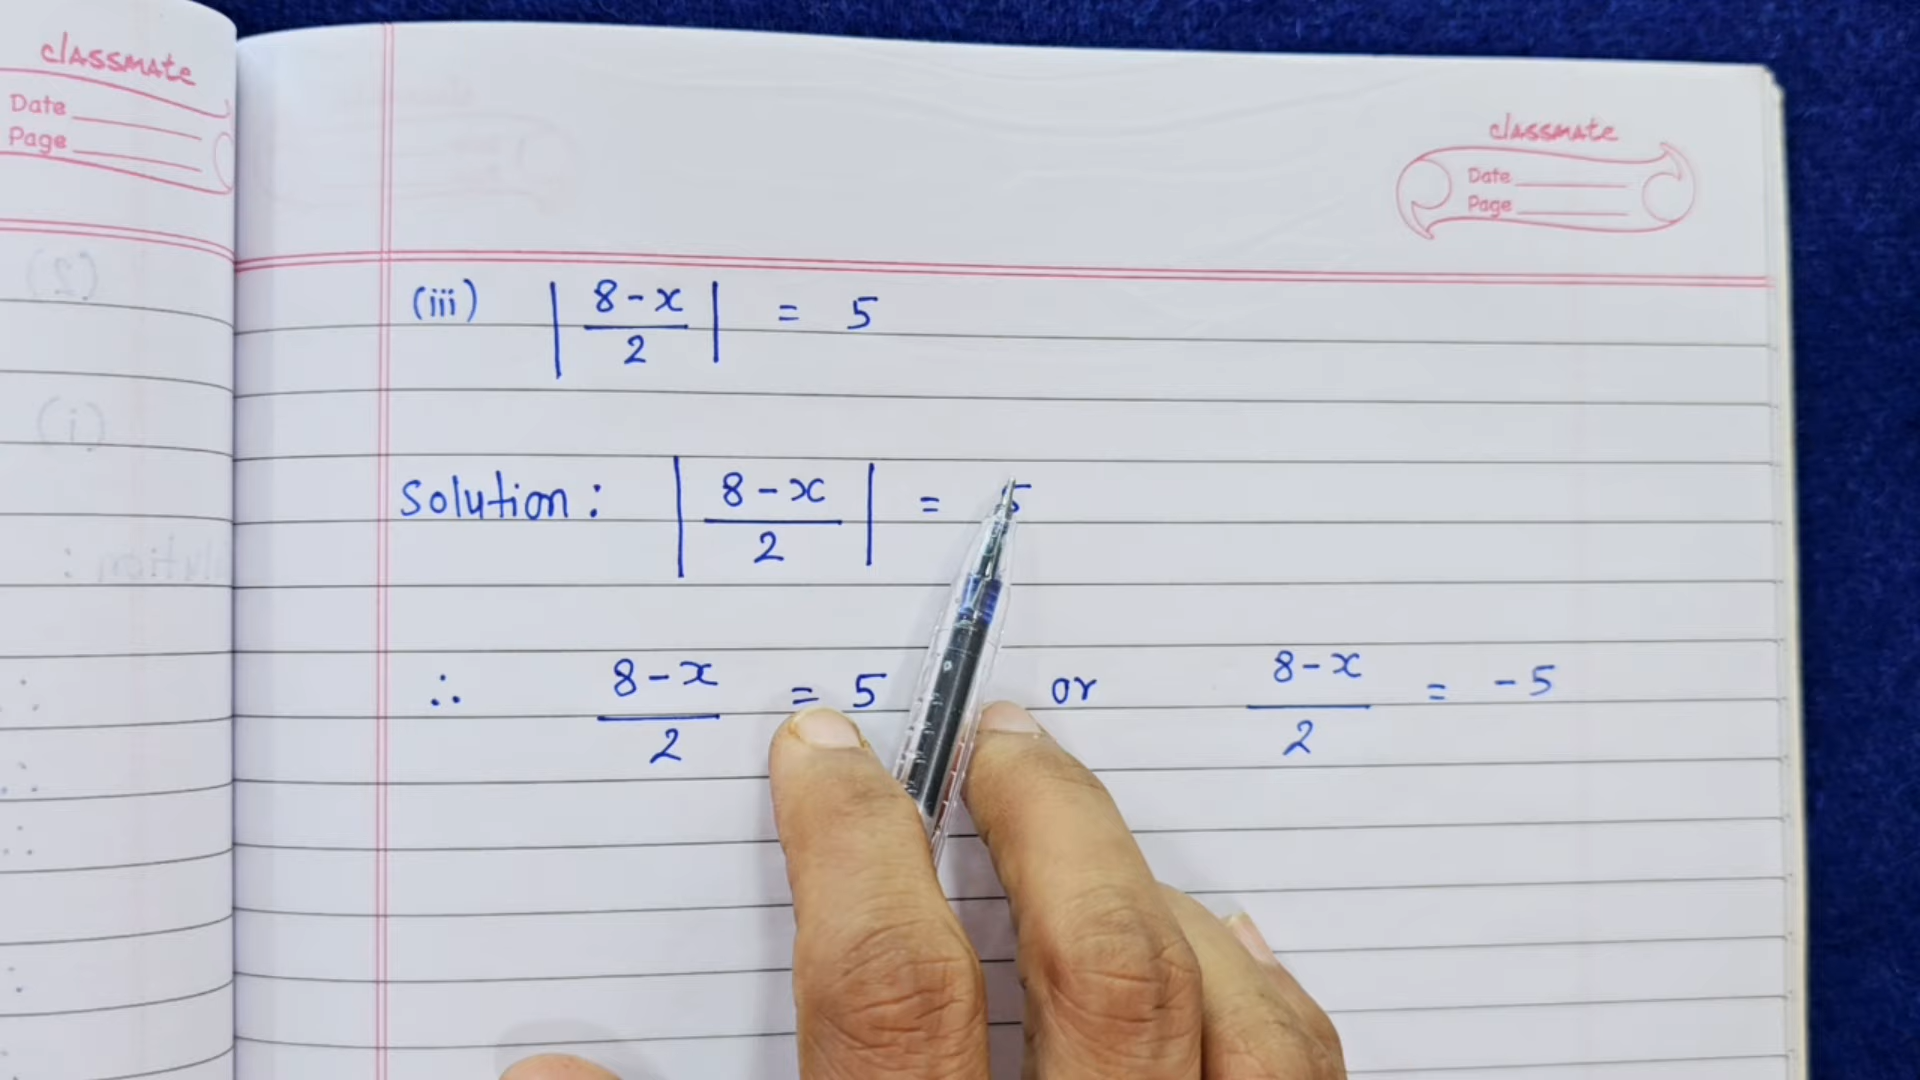 classmate
Date
Page
classmate
Date
Page
(iii) | 8-x / 2 | = 5
Solution: | 8-x / 2 | = 5
∴ 8-x / 2 = 5 or 8-x / 2 = -5